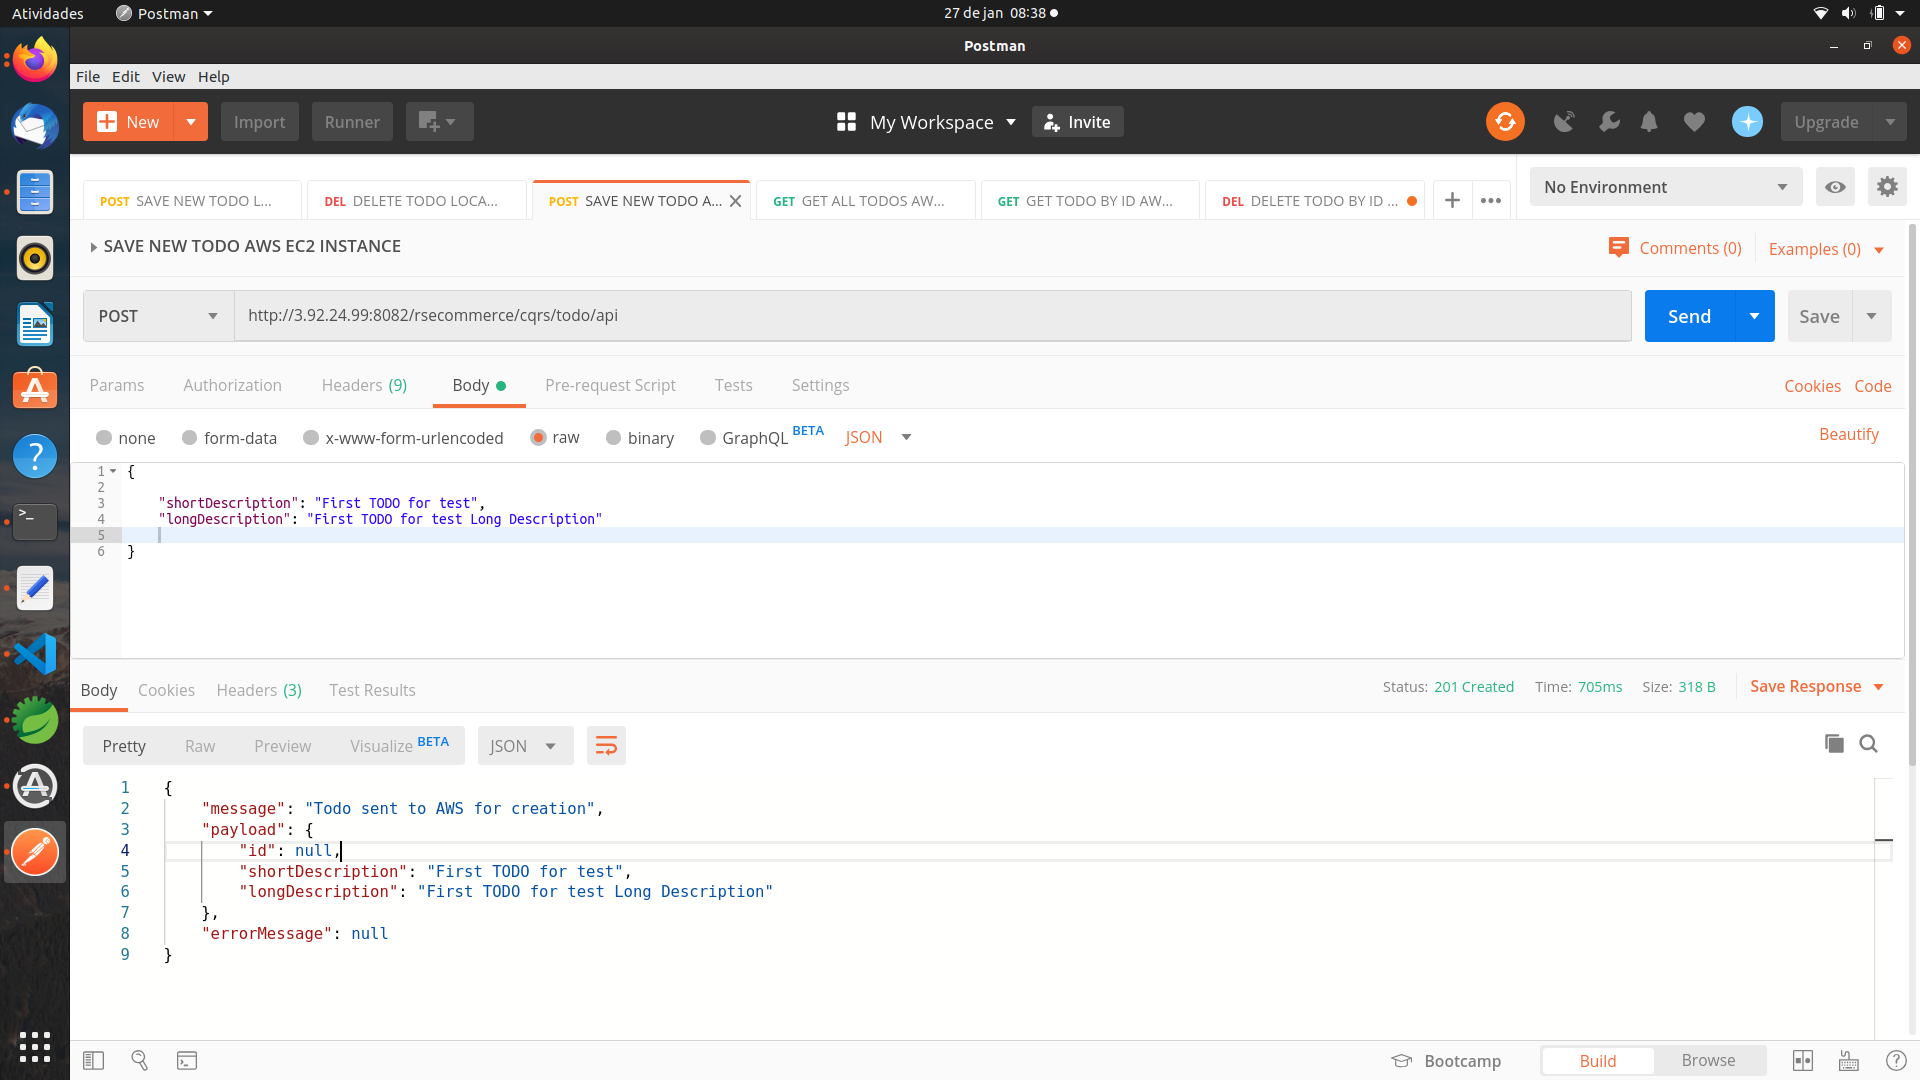 Atividades Postman 27 de jan 08:38
Postman
File Edit View Help
New Import Runner My Workspace Invite Upgrade
POST SAVE NEW TODO L... DEL DELETE TODO LOCA... POST SAVE NEW TODO A... GET GET ALL TODOS AW... GET GET TODO BY ID AW... DEL DELETE TODO BY ID ... No Environment
SAVE NEW TODO AWS EC2 INSTANCE Comments (0) Examples (0)
POST http://3.92.24.99:8082/rsecommerce/cqrs/todo/api Send Save
Params Authorization Headers (9) Body Pre-request Script Tests Settings Cookies Code
none form-data x-www-form-urlencoded raw binary GraphQL BETA JSON Beautify
1 {
2
3 "shortDescription": "First TODO for test",
4 "longDescription": "First TODO for test Long Description"
5
6 }
Body Cookies Headers (3) Test Results Status: 201 Created Time: 705ms Size: 318 B Save Response
Pretty Raw Preview Visualize BETA JSON
1 {
2 "message": "Todo sent to AWS for creation",
3 "payload": {
4 "id": null,
5 "shortDescription": "First TODO for test",
6 "longDescription": "First TODO for test Long Description"
7 },
8 "errorMessage": null
9 }
Bootcamp Build Browse